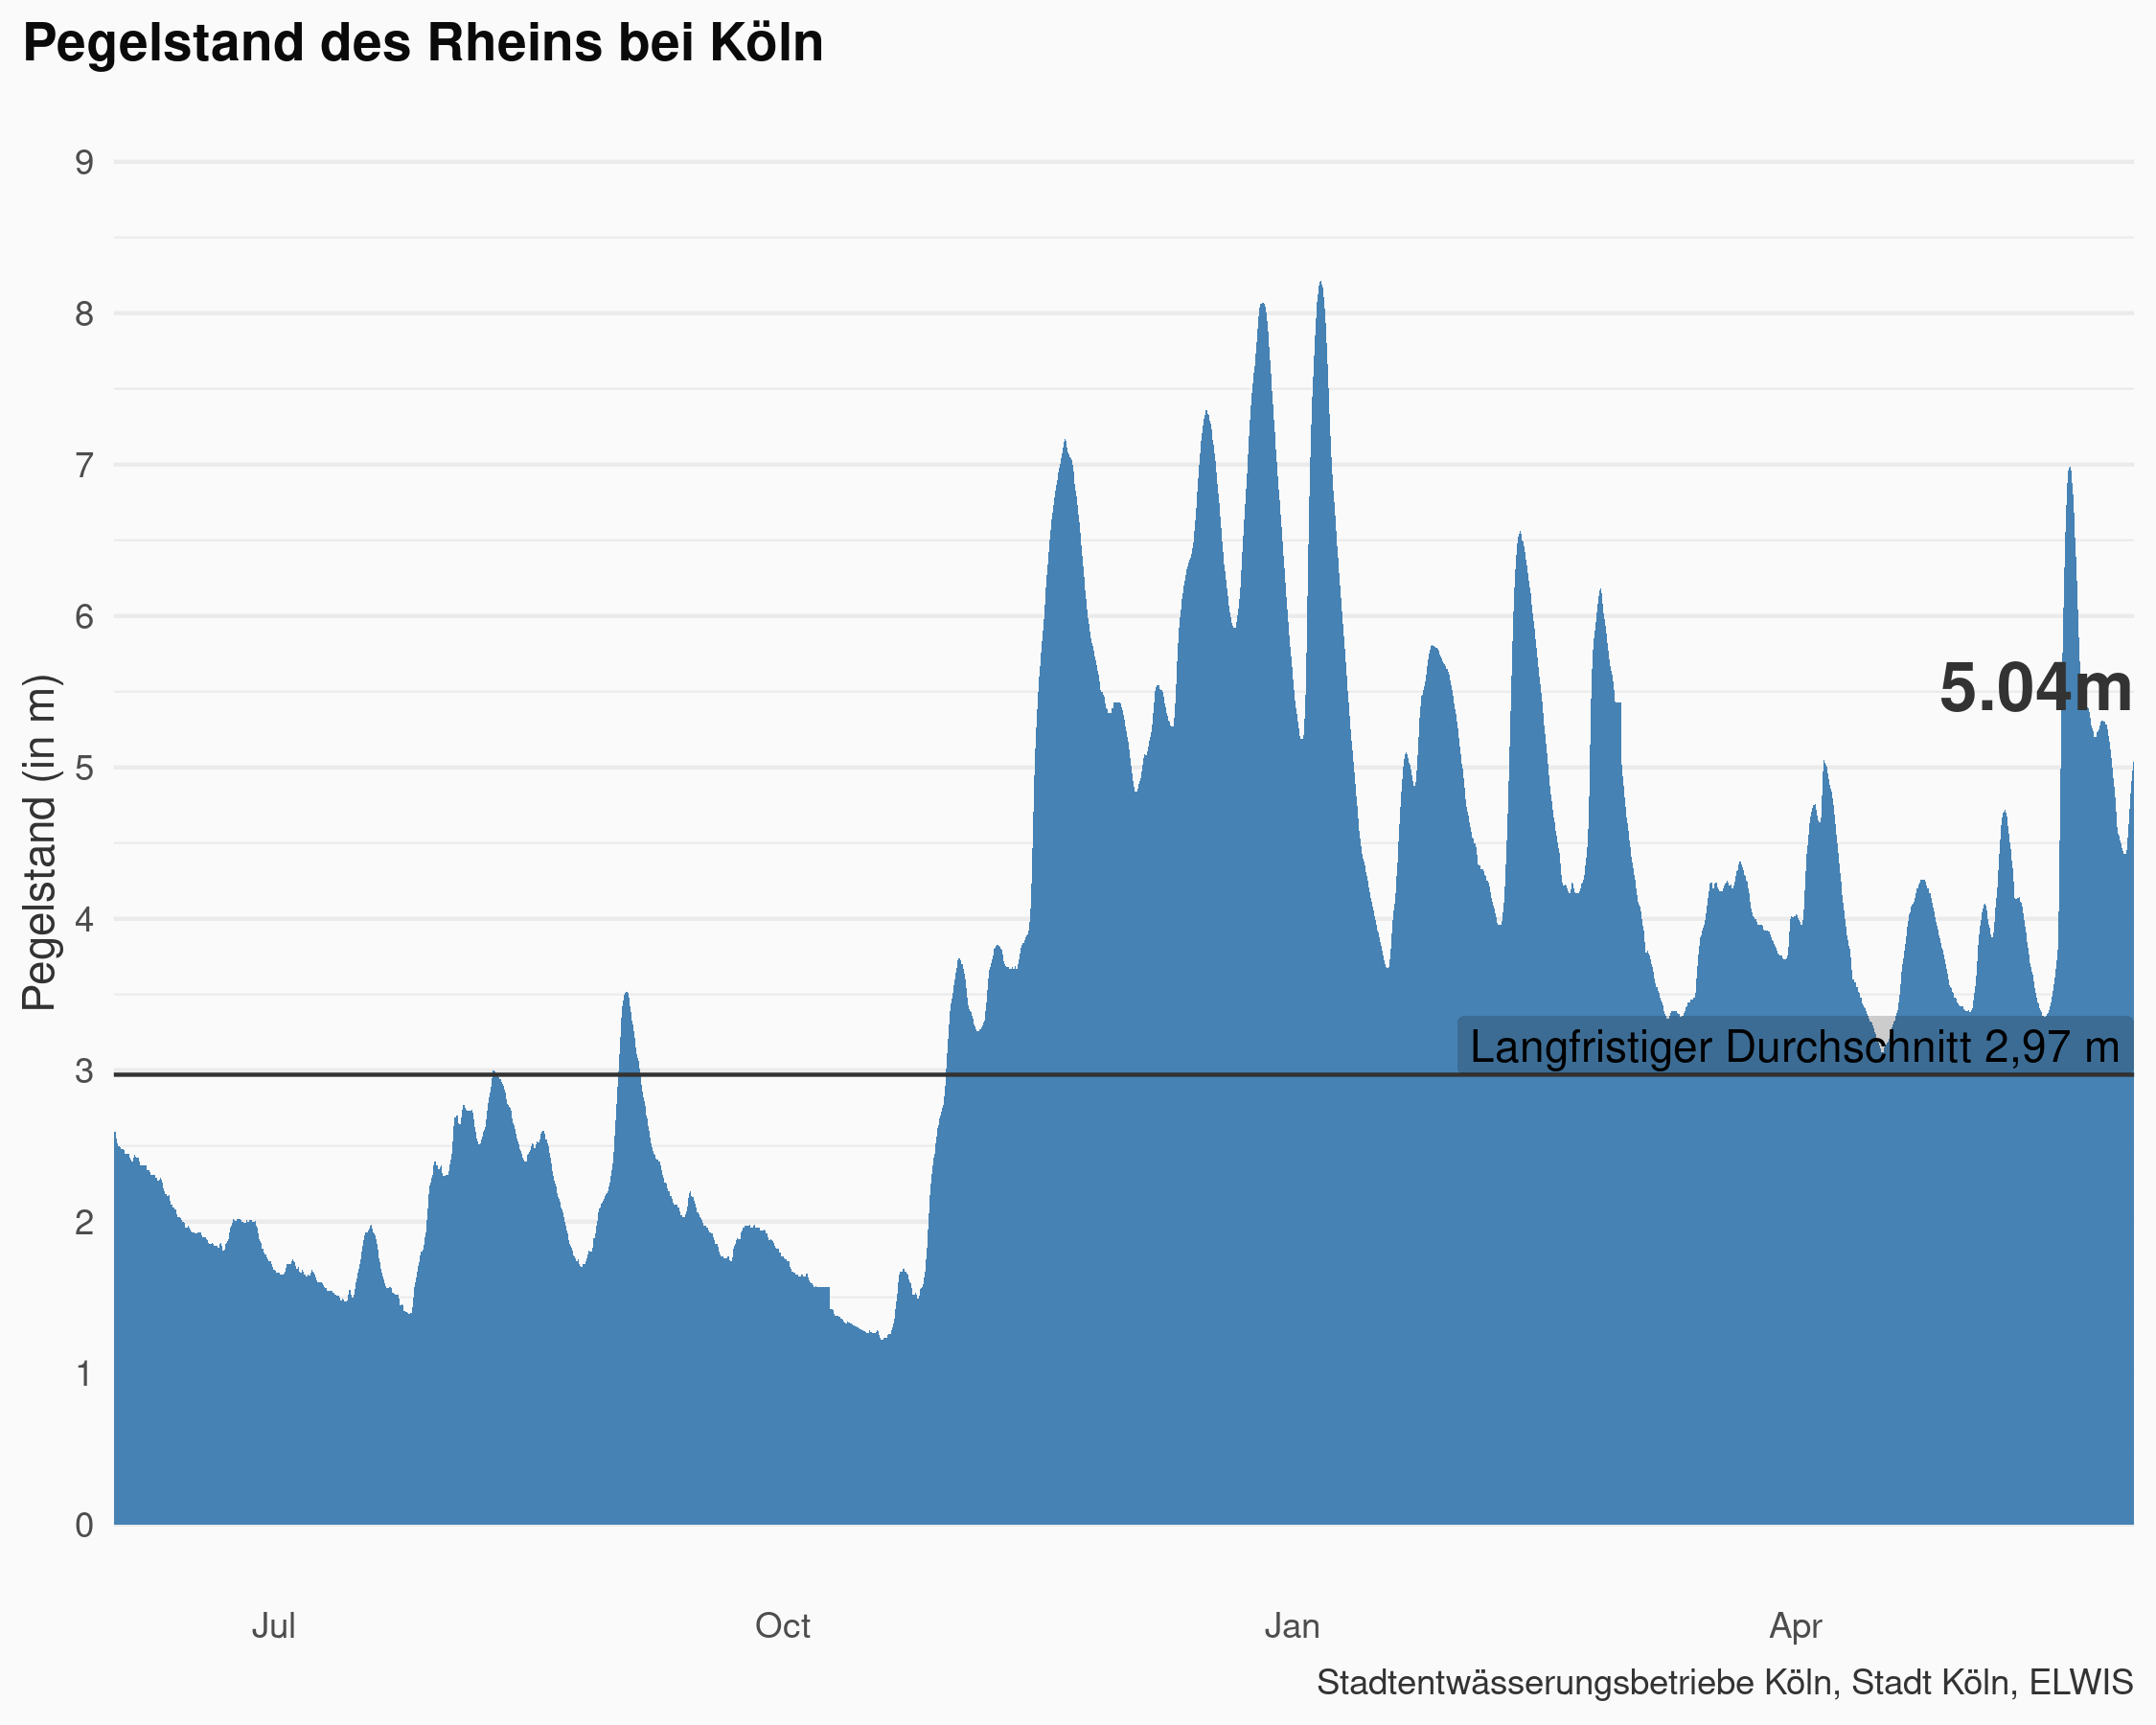 Pegelstand des Rheins bei Köln
Pegelstand (in m)
9
8
7
6
5
4
3
2
1
0
5.04m
Langfristiger Durchschnitt 2,97 m
Jul Oct Jan Apr
Stadtentwässerungsbetriebe Köln, Stadt Köln, ELWIS